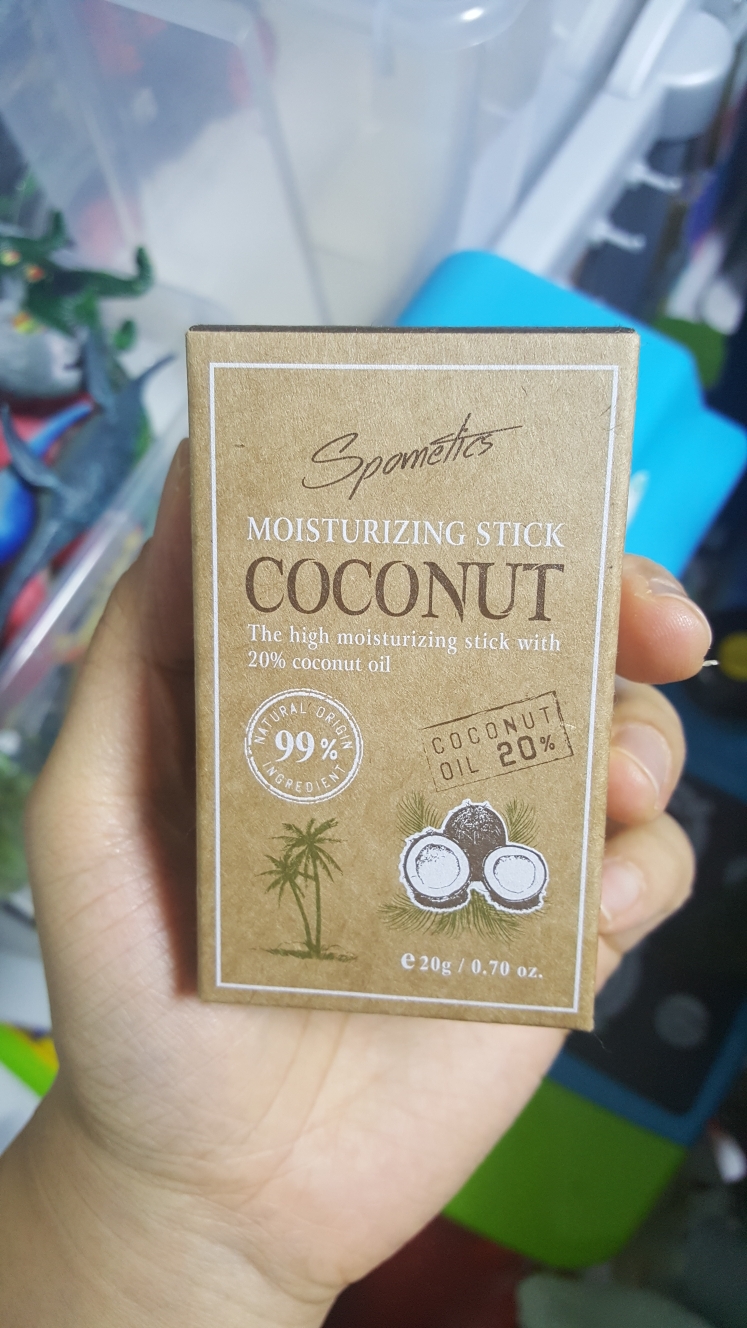 Spometics
MOISTURIZING STICK
COCONUT
The high moisturizing stick with
20% coconut oil
NATURAL ORIGIN
99%
INGREDIENT
COCONUT
OIL 20%
e 20g / 0.70 oz.